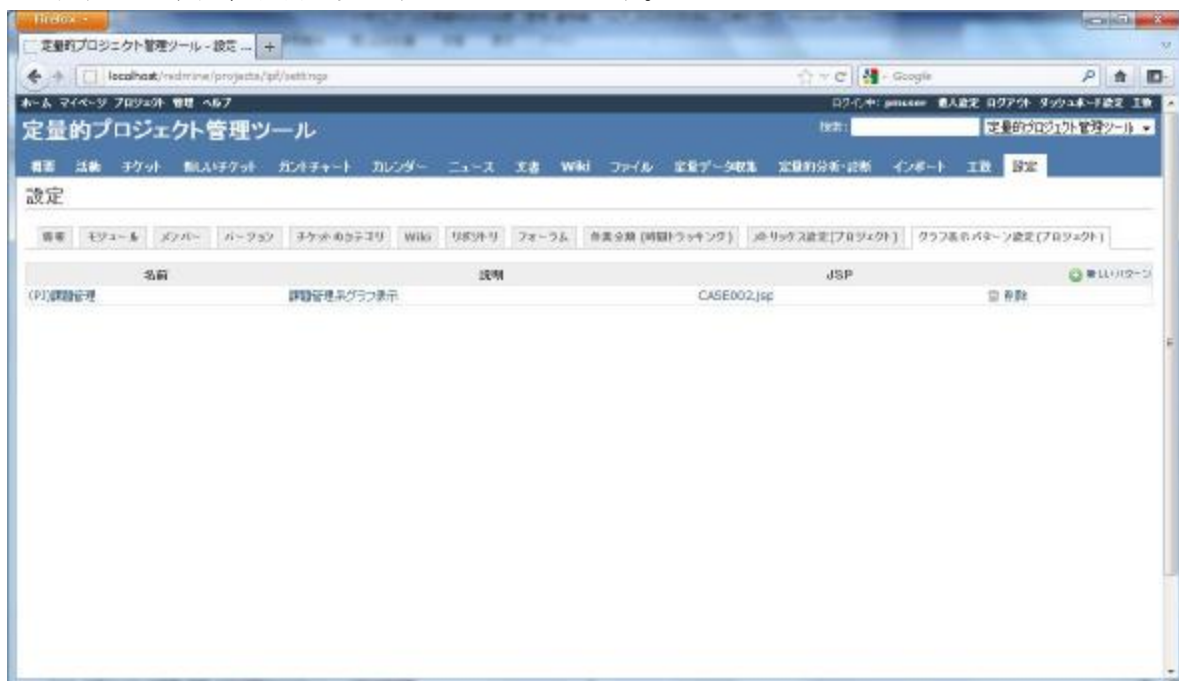 Firefox
定量的プロジェクト管理ツール - 設定 ...
localhost/redmine/projects/ipf/settings
Google
ホーム マイページ プロジェクト 管理 ヘルプ
ログイン中: pmuser 個人設定 ログアウト ダッシュボード設定 工数
定量的プロジェクト管理ツール
検索:
定量的プロジェクト管理ツール
概要 活動 チケット 新しいチケット ガントチャート カレンダー ニュース 文書 Wiki ファイル 定量データ収集 定量的分析・診断 インポート 工数 設定
設定
情報 モジュール メンバー バージョン チケットのカテゴリ Wiki リポジトリ フォーラム 作業分類 (時間トラッキング) メトリックス設定[プロジェクト] グラフ表示パターン設定[プロジェクト]
名前 説明 JSP 新しいパターン
(PJ)課題管理 課題管理系グラフ表示 CASE002.jsp 削除